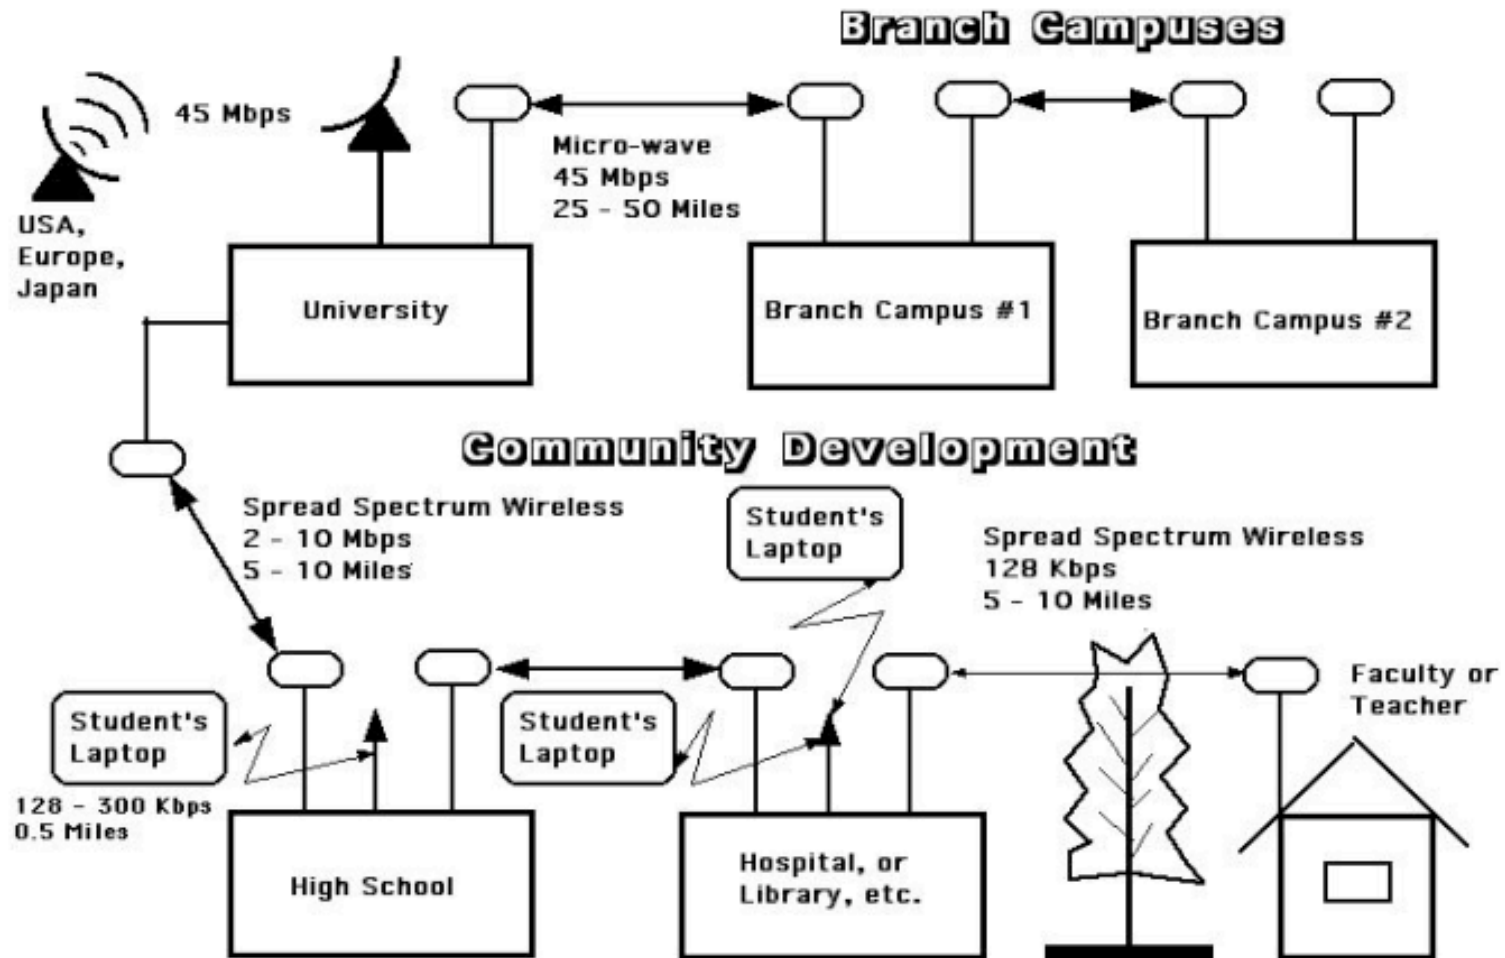 Branch Campuses
45 Mbps
Micro-wave
45 Mbps
25 - 50 Miles
USA,
Europe,
Japan
University
Branch Campus #1
Branch Campus #2
Community Development
Spread Spectrum Wireless
2 - 10 Mbps
5 - 10 Miles
Student's
Laptop
Spread Spectrum Wireless
128 Kbps
5 - 10 Miles
Student's
Laptop
128 - 300 Kbps
0.5 Miles
Student's
Laptop
Faculty or
Teacher
High School
Hospital, or
Library, etc.